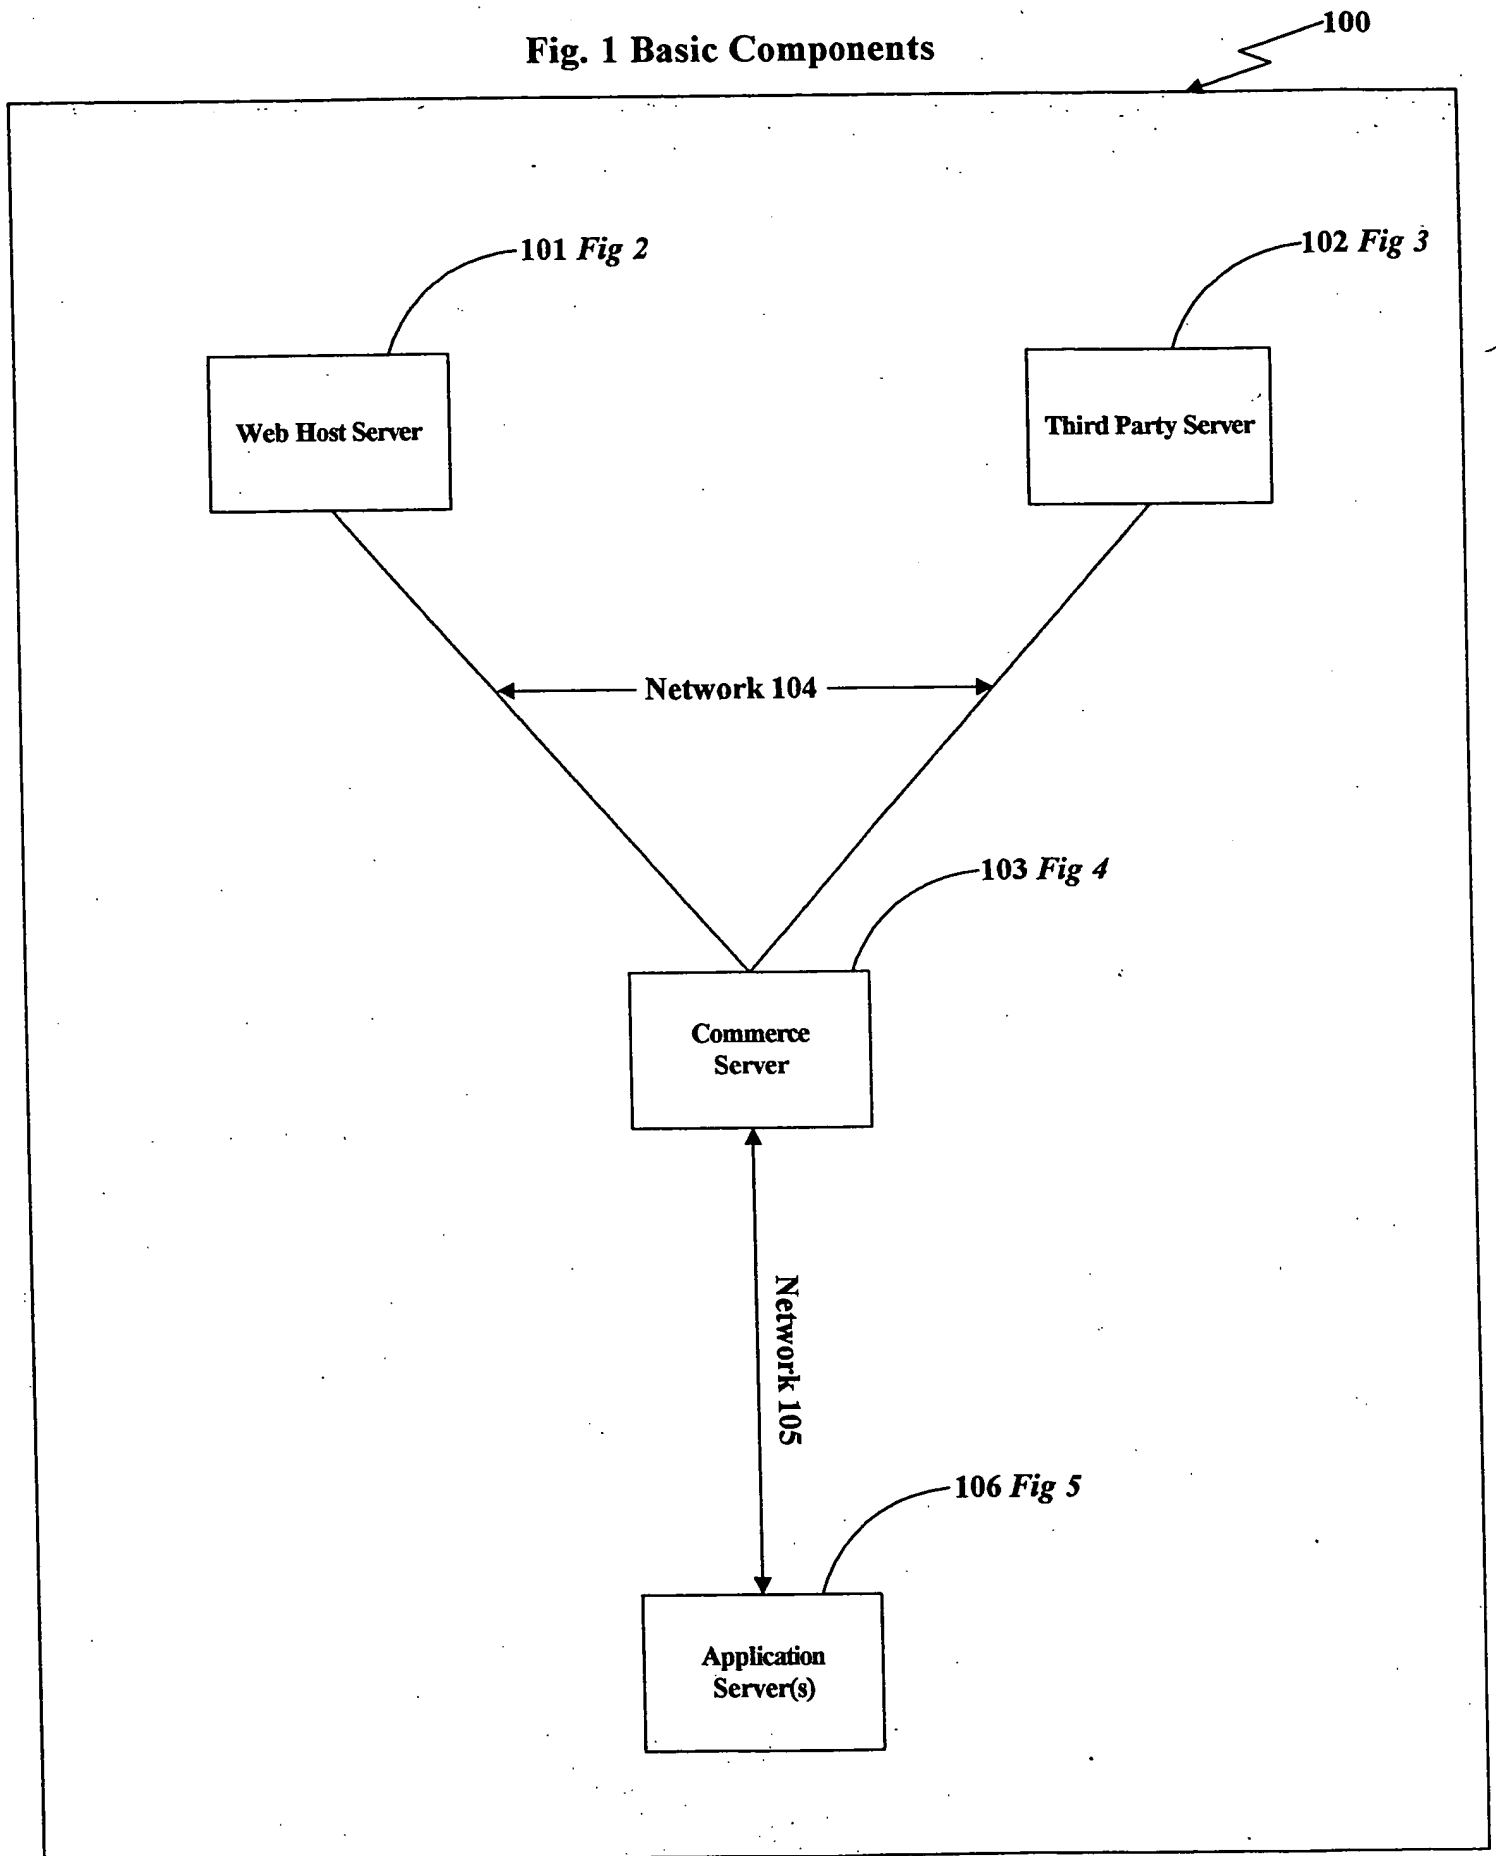 100
Fig. 1 Basic Components
101 Fig 2
102 Fig 3
Web Host Server
Third Party Server
Network 104
103 Fig 4
Commerce
Server
Network 105
106 Fig 5
Application
Server(s)